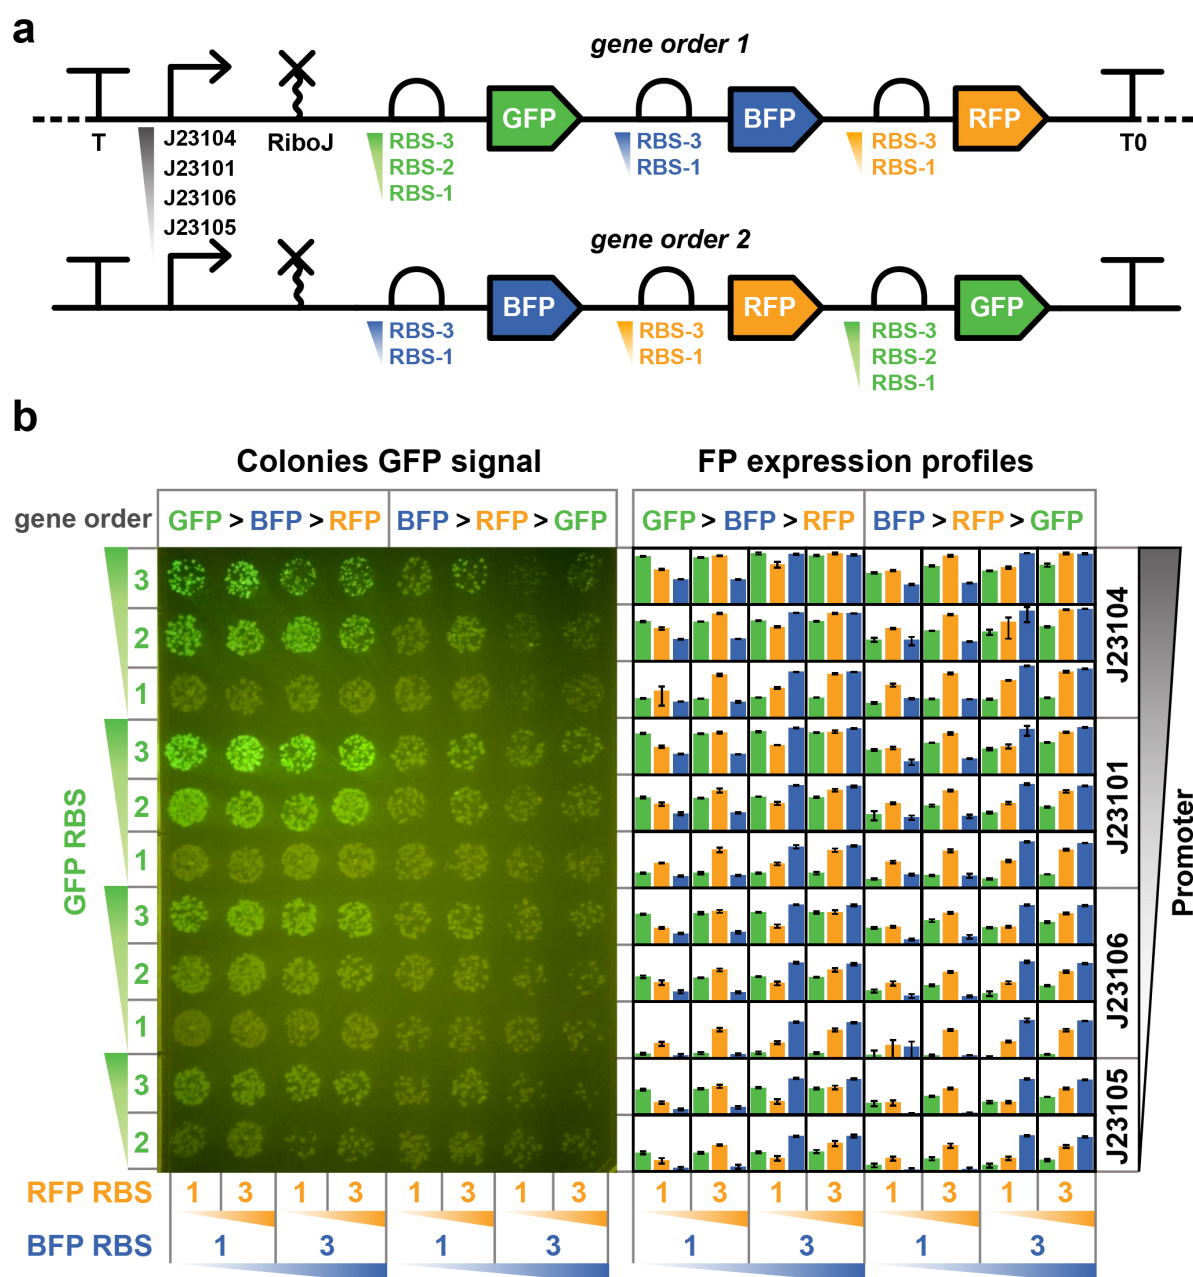 a
gene order 1
GFP
BFP
RFP
T
J23104
J23101
J23106
J23105
RiboJ
RBS-3
RBS-2
RBS-1
RBS-3
RBS-1
RBS-3
RBS-1
T0
gene order 2
BFP
RFP
GFP
RBS-3
RBS-1
RBS-3
RBS-1
RBS-3
RBS-2
RBS-1
b
Colonies GFP signal
FP expression profiles
gene order
GFP > BFP > RFP
BFP > RFP > GFP
GFP > BFP > RFP
BFP > RFP > GFP
GFP RBS
3
2
1
3
2
1
3
2
1
3
2
J23104
J23101
J23106
J23105
Promoter
RFP RBS
1 3 1 3 1 3 1 3
1 3 1 3 1 3 1 3
BFP RBS
1 3 1 3
1 3 1 3